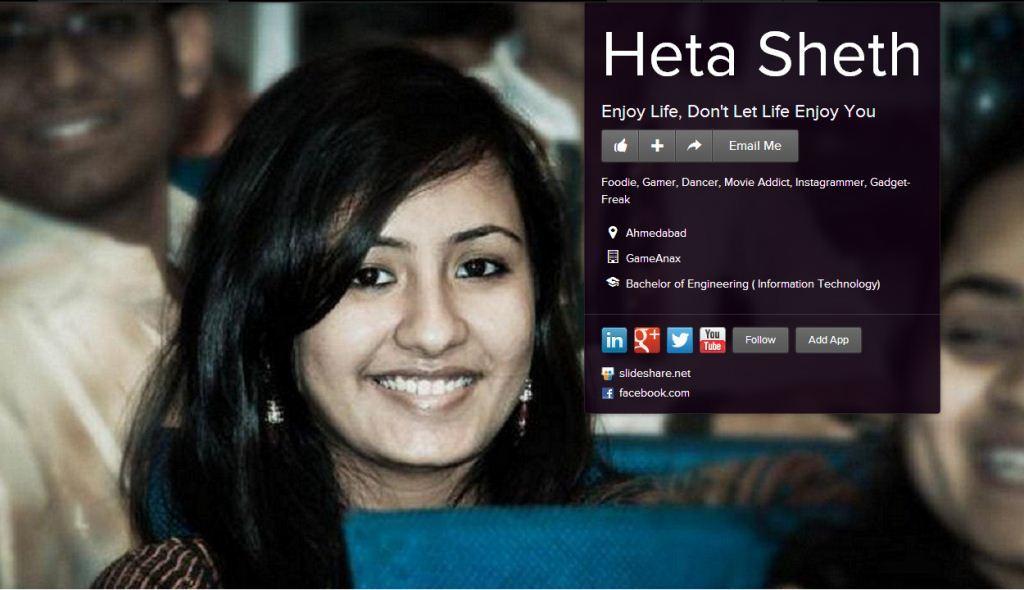 Heta Sheth
Enjoy Life, Don't Let Life Enjoy You
Email Me
Foodie, Gamer, Dancer, Movie Addict, Instagrammer, Gadget-
Freak
Ahmedabad
GameAnax
Bachelor of Engineering ( Information Technology)
in g+ You Tube Follow Add App
slideshare.net
f facebook.com